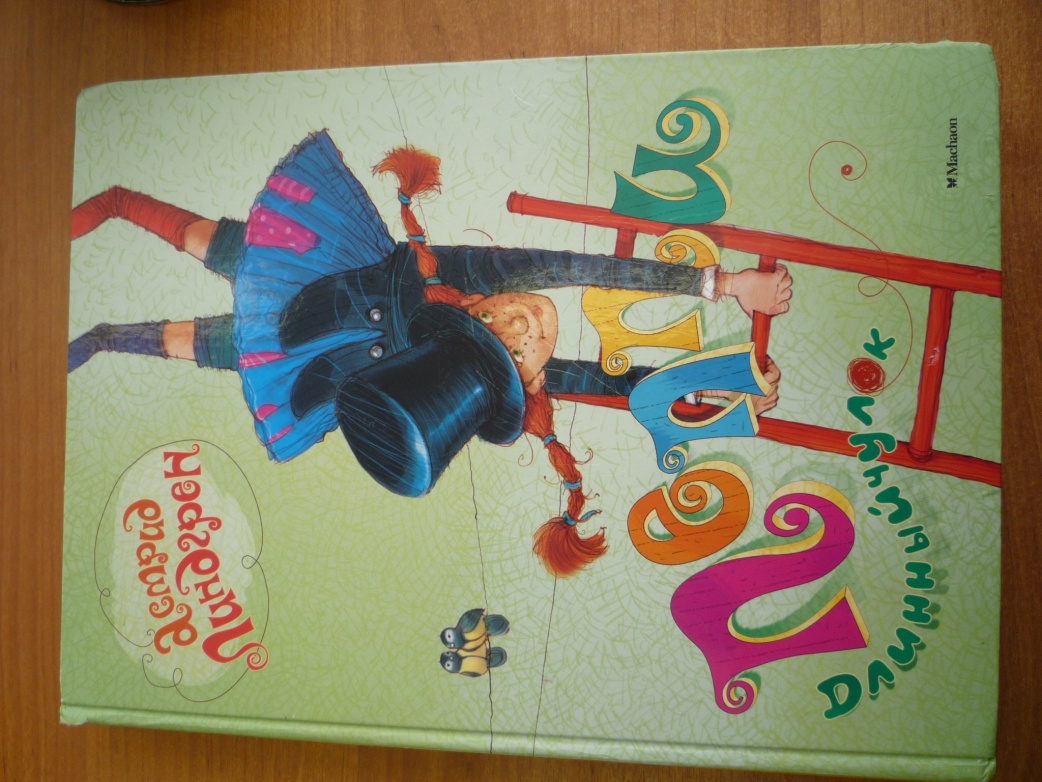 Астрид
Линдгрен
Пеппи
Длинныйчулок
Machaon